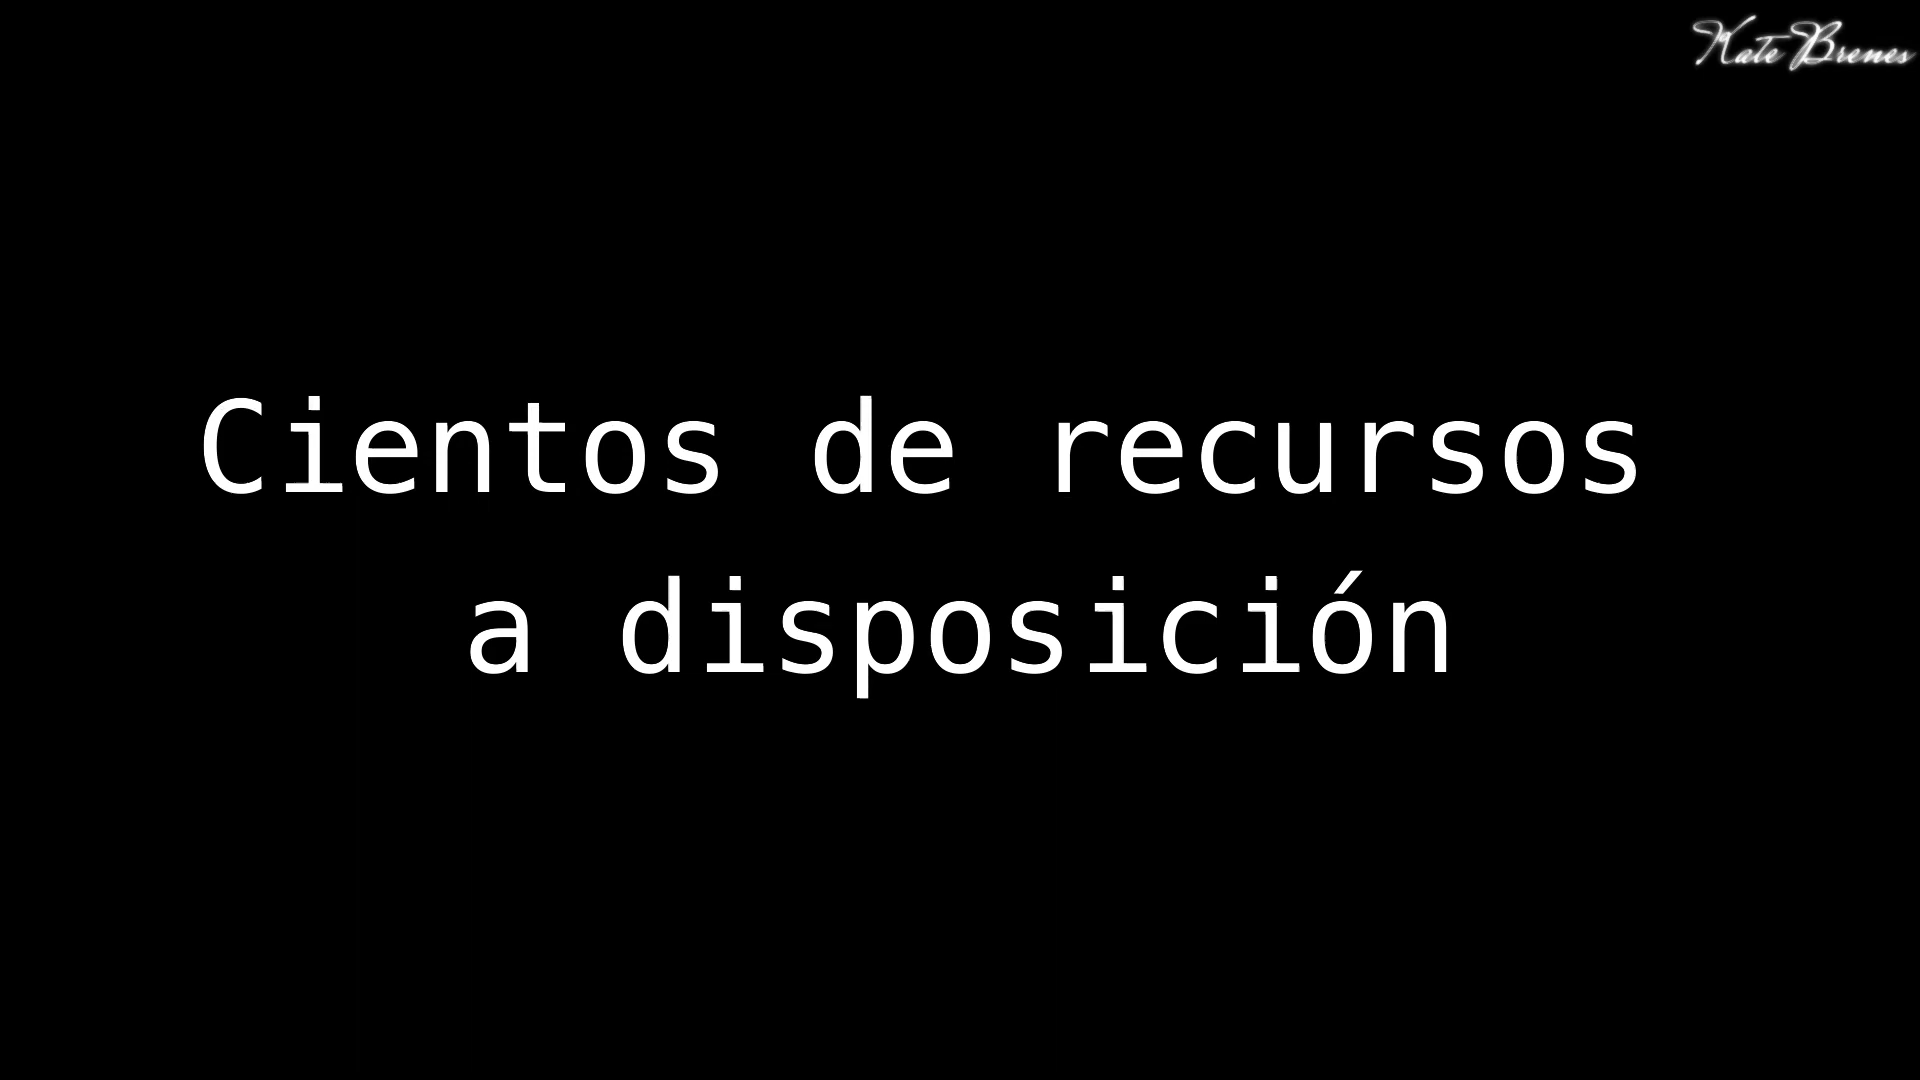 Kate Brenes
Cientos de recursos
a disposición